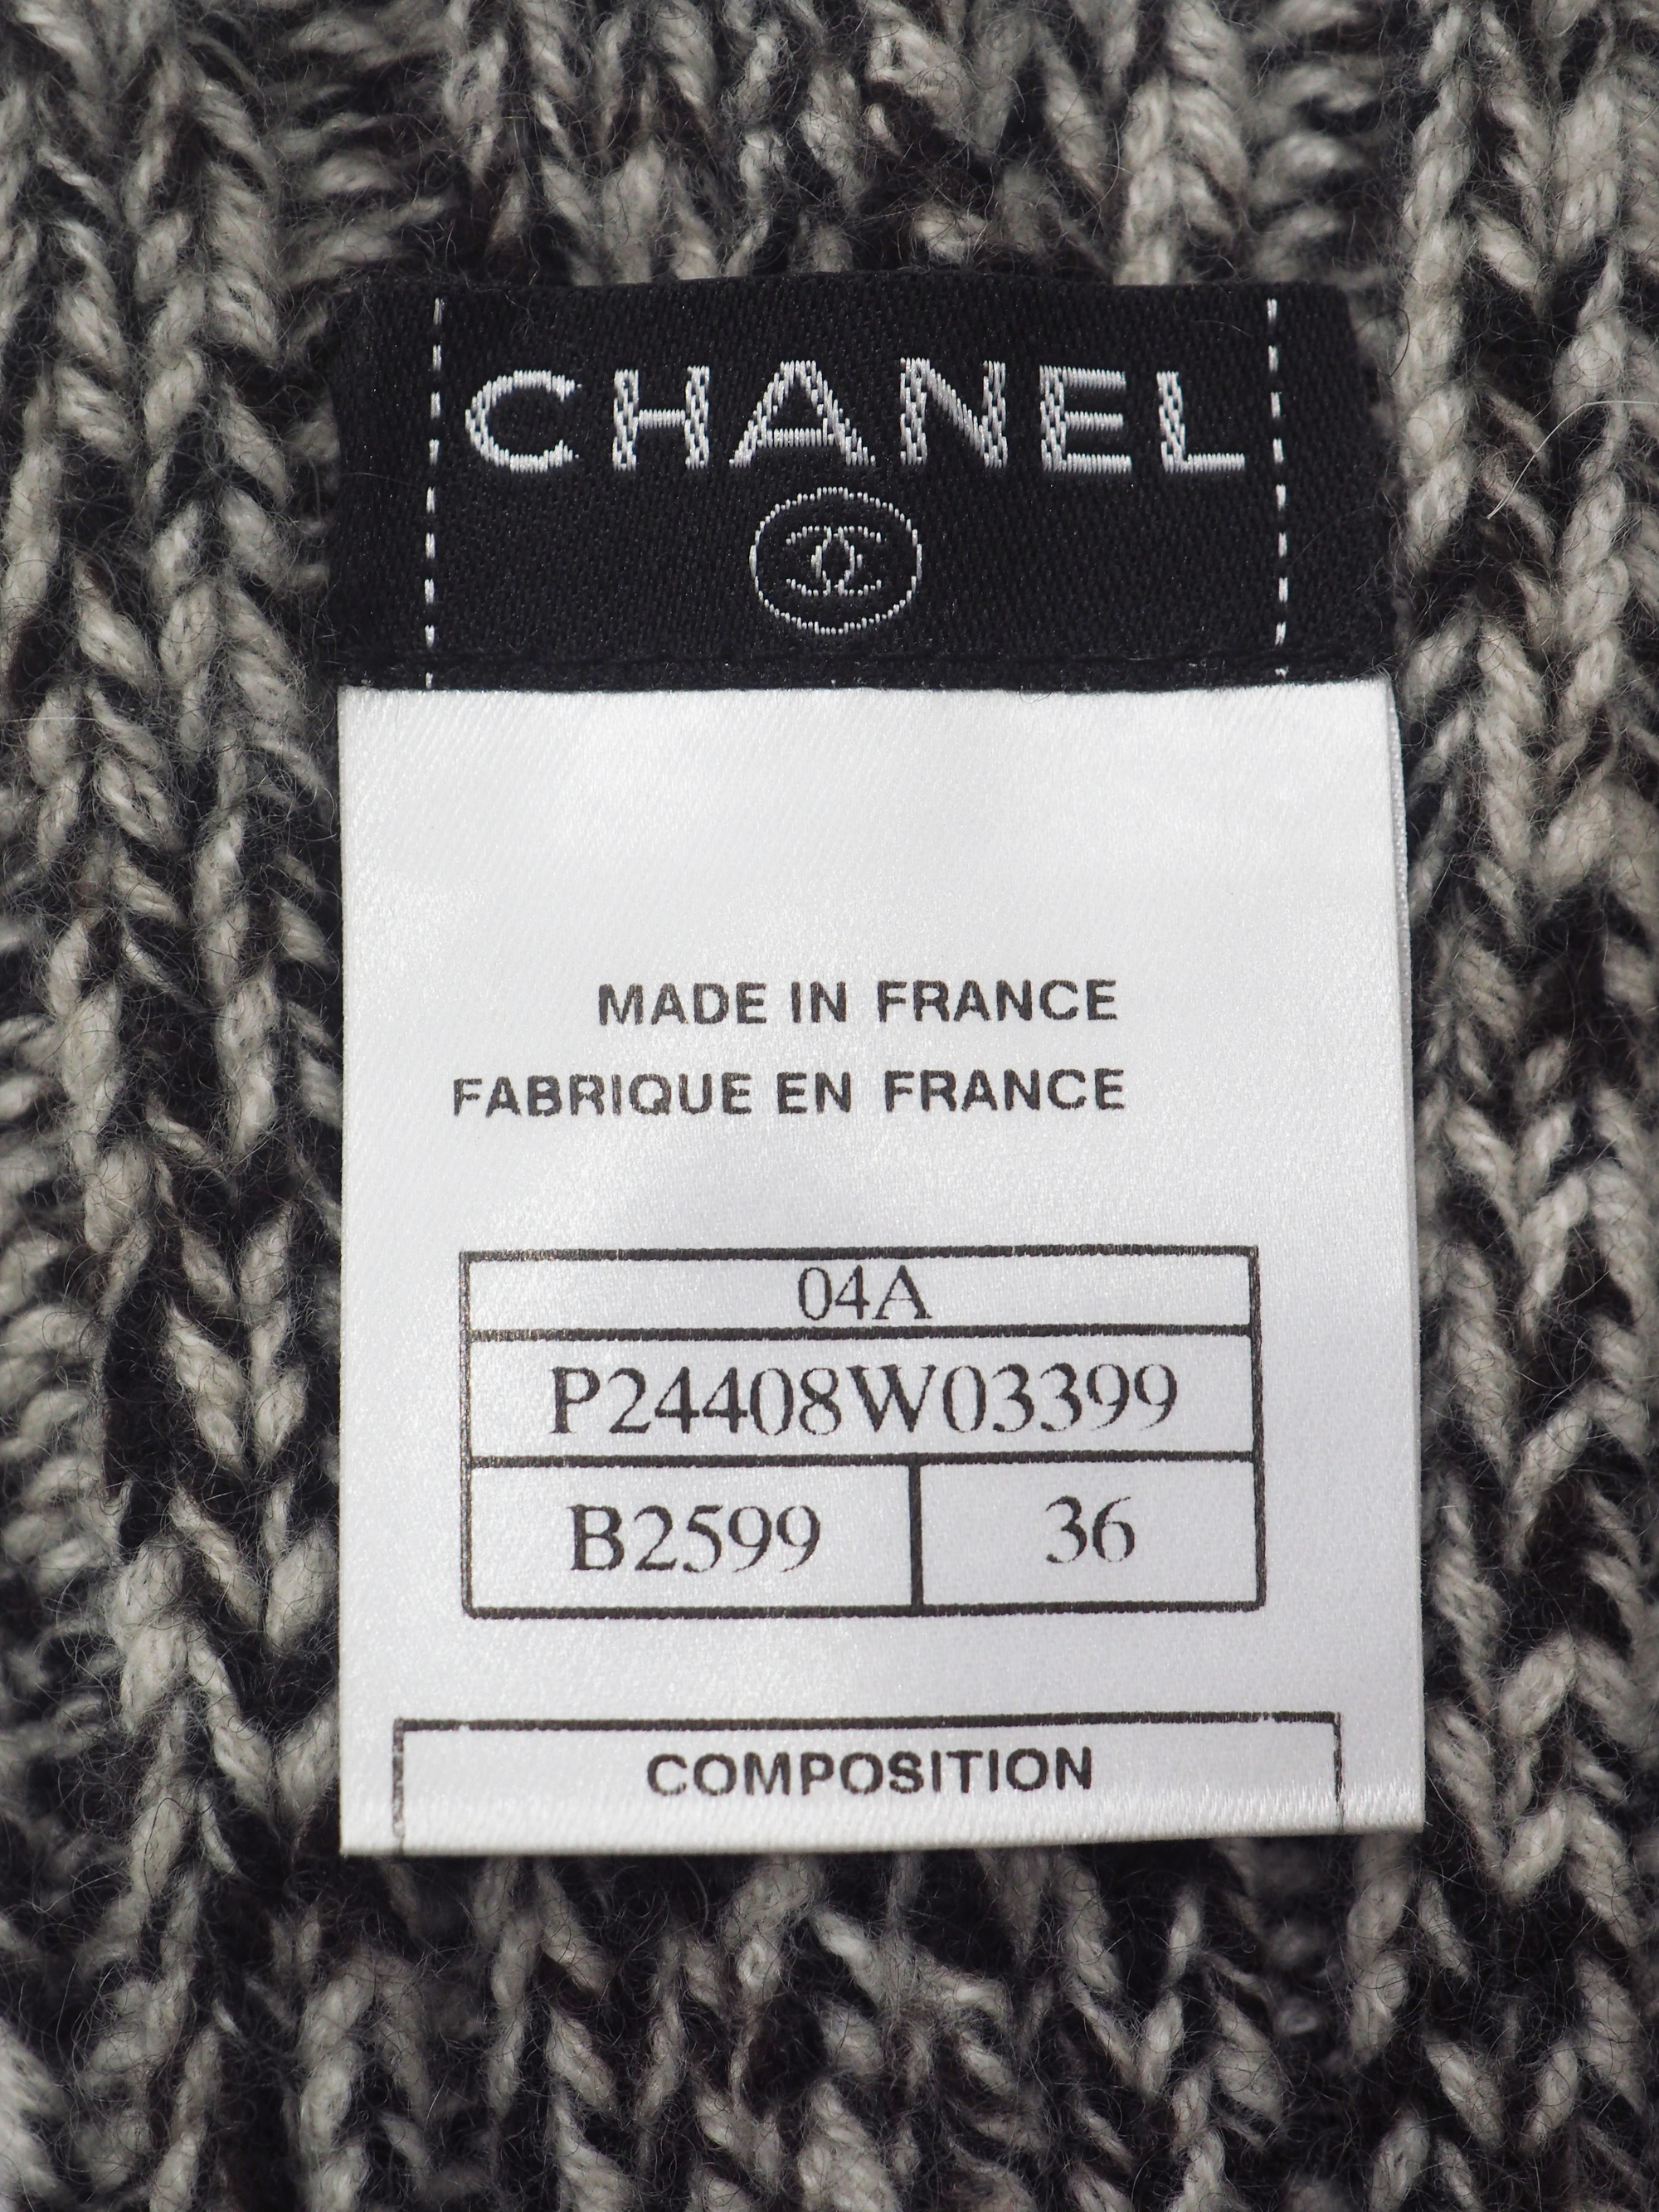 CHANEL
MADE IN FRANCE
FABRIQUE EN FRANCE
04A
P24408W03399
B2599 36
COMPOSITION